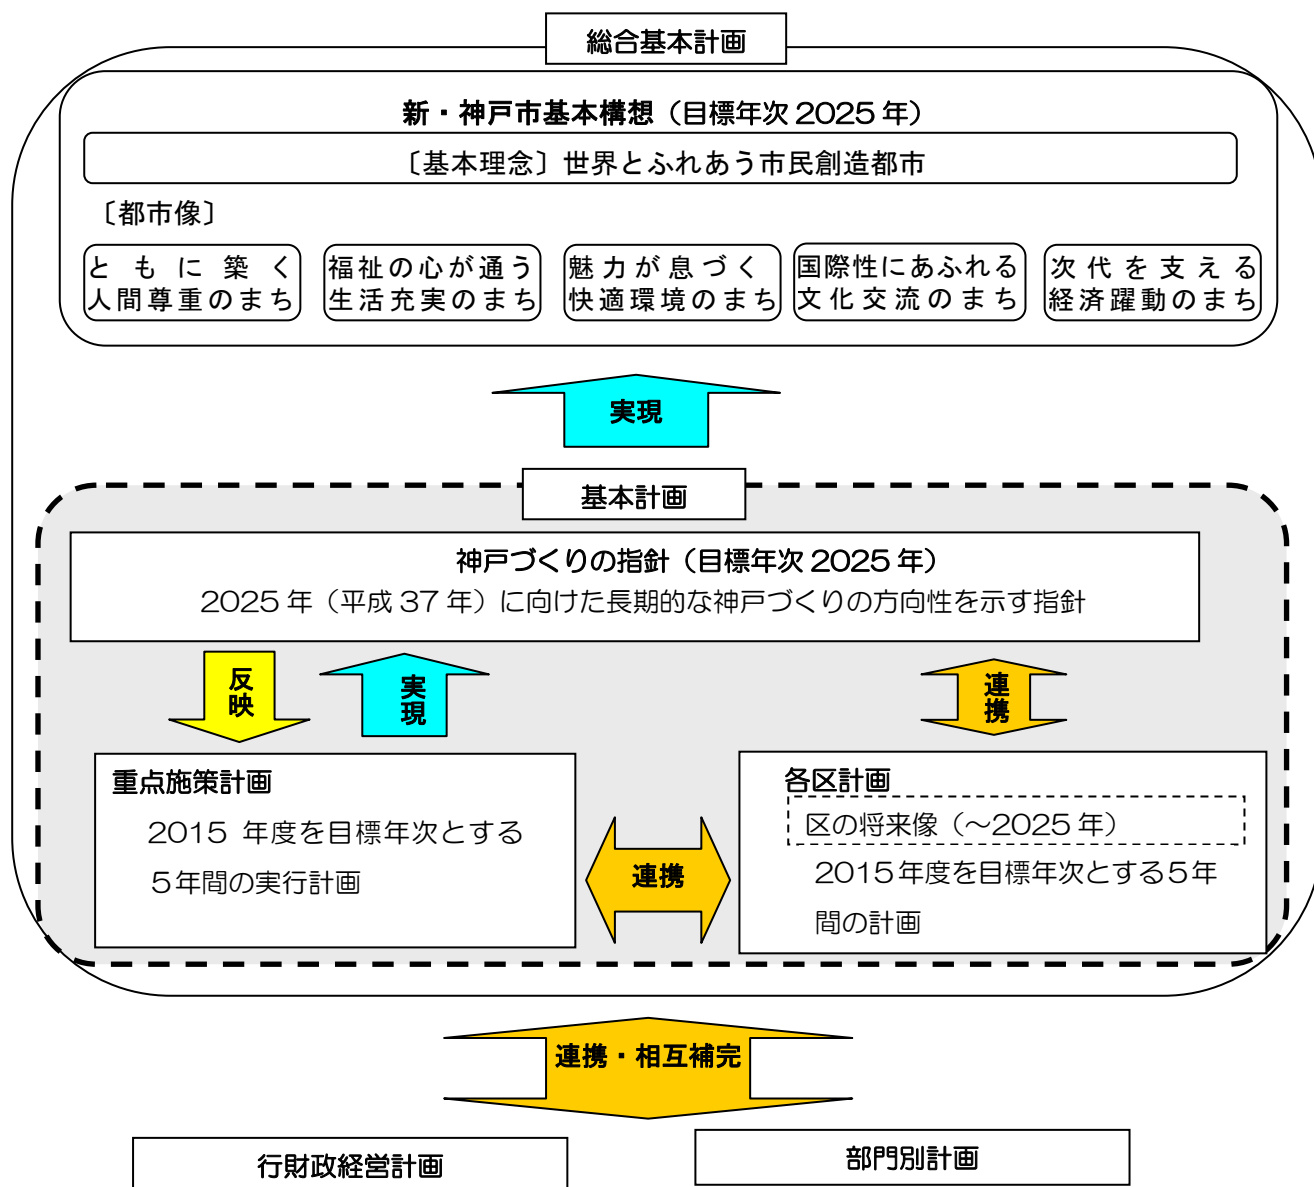 総合基本計画
新・神戸市基本構想（目標年次 2025 年）
〔基本理念〕世界とふれあう市民創造都市
〔都市像〕
ともに築く
人間尊重のまち
福祉の心が通う
生活充実のまち
魅力が息づく
快適環境のまち
国際性にあふれる
文化交流のまち
次代を支える
経済躍動のまち
実現
基本計画
神戸づくりの指針（目標年次 2025 年）
2025 年（平成 37 年）に向けた長期的な神戸づくりの方向性を示す指針
反映
実現
連携
重点施策計画
2015 年度を目標年次とする
５年間の実行計画
連携
各区計画
区の将来像（～2025 年）
2015年度を目標年次とする５年
間の計画
連携・相互補完
行財政経営計画
部門別計画